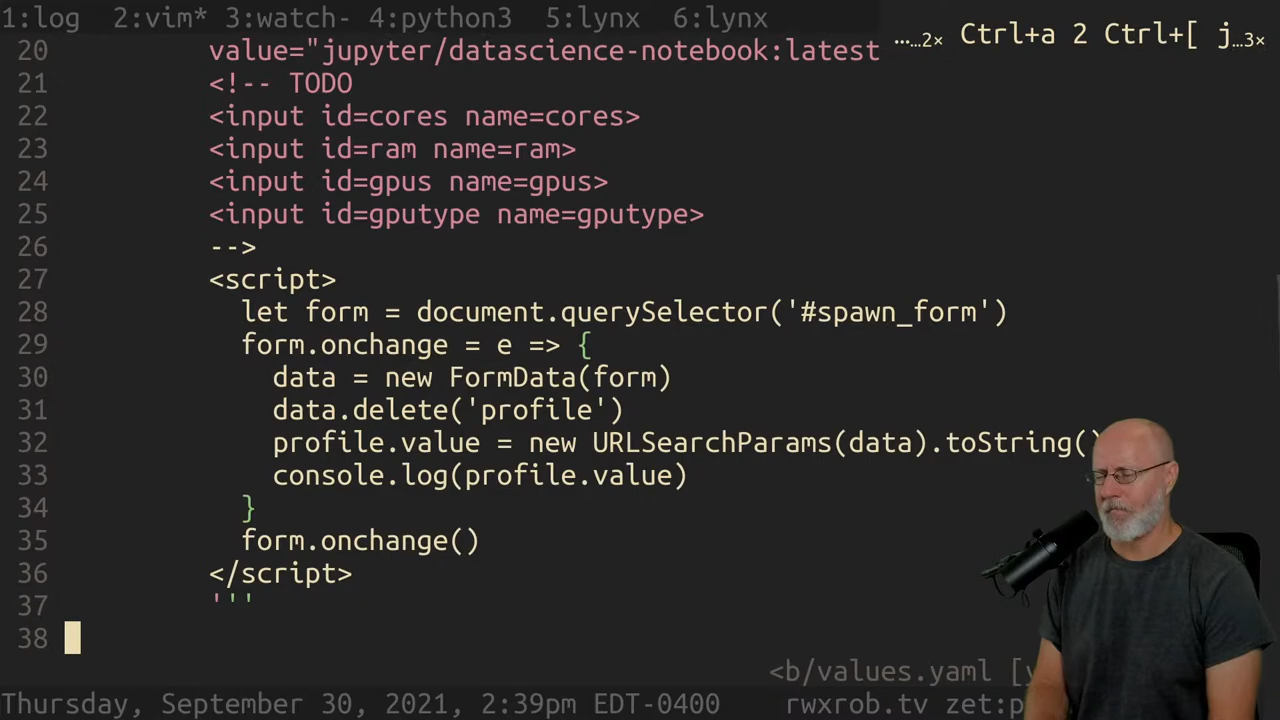 1:log 2:vim* 3:watch- 4:python3 5:lynx 6:lynx
…2× Ctrl+a 2 Ctrl+[ j…3×
20 value="jupyter/datascience-notebook:latest
21 <!-- TODO
22 <input id=cores name=cores>
23 <input id=ram name=ram>
24 <input id=gpus name=gpus>
25 <input id=gputype name=gputype>
26 -->
27 <script>
28 let form = document.querySelector('#spawn_form')
29 form.onchange = e => {
30 data = new FormData(form)
31 data.delete('profile')
32 profile.value = new URLSearchParams(data).toString()
33 console.log(profile.value)
34 }
35 form.onchange()
36 </script>
37 '''
38
<b/values.yaml
Thursday, September 30, 2021, 2:39pm EDT-0400 rwxrob.tv